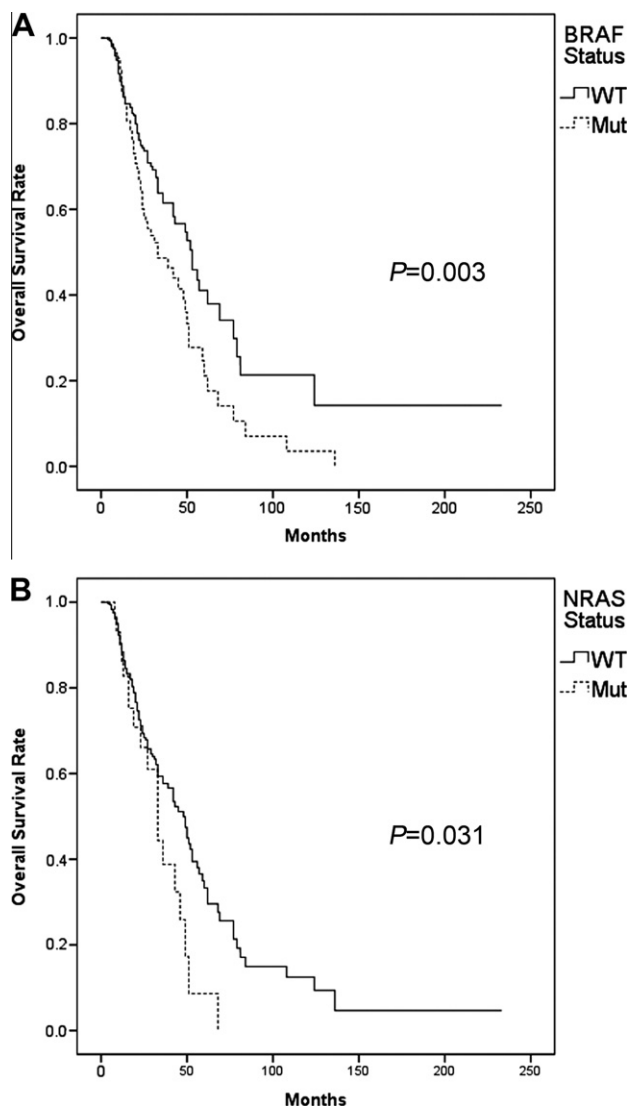 A
BRAF
Status
WT
Mut
Overall Survival Rate
1.0
0.8
0.6
0.4
0.2
0.0
P=0.003
0 50 100 150 200 250
Months
B
NRAS
Status
WT
Mut
Overall Survival Rate
1.0
0.8
0.6
0.4
0.2
0.0
P=0.031
0 50 100 150 200 250
Months